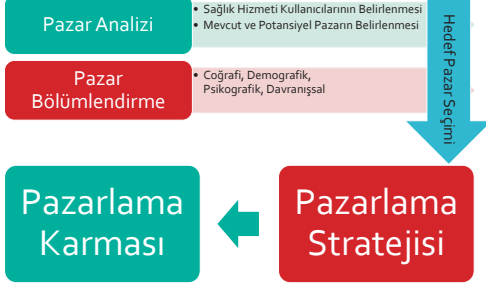 Pazar Analizi
• Sağlık Hizmeti Kullanıcılarının Belirlenmesi
• Mevcut ve Potansiyel Pazarın Belirlenmesi
Pazar
Bölümlendirme
• Coğrafi, Demografik,
Psikografik, Davranışsal
Hedef Pazar Seçimi
Pazarlama
Karması
Pazarlama
Stratejisi